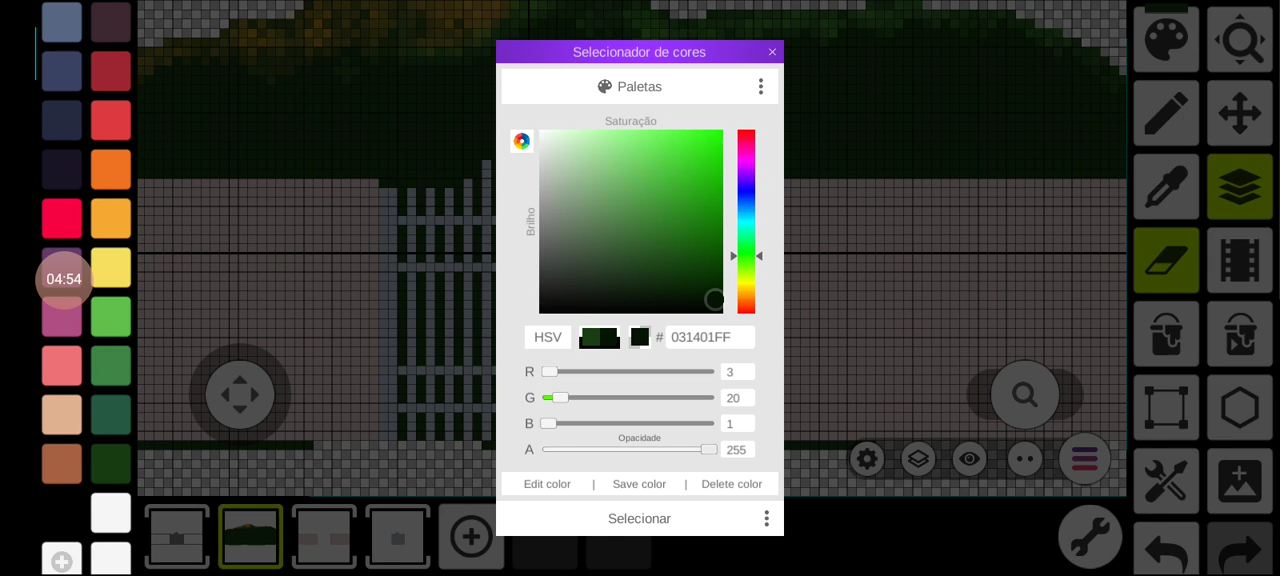 Selecionador de cores ×
Paletas
Saturação
Brilho
HSV # 031401FF
R 3
G 20
B 1
Opacidade
A 255
Edit color | Save color | Delete color
Selecionar
04:54